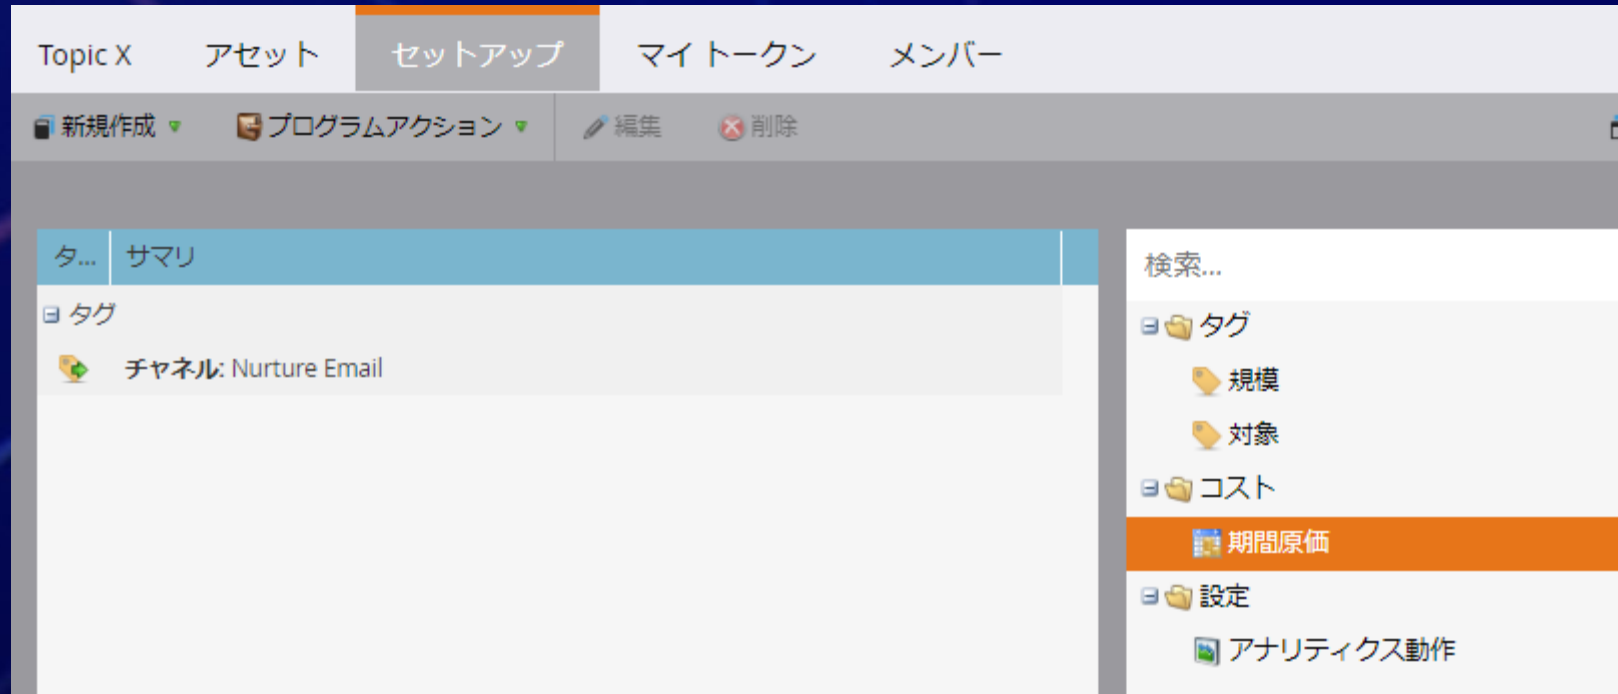 Topic X アセット セットアップ マイ トークン メンバー
新規作成 プログラムアクション 編集 削除
タ... サマリ
タグ
チャネル: Nurture Email
検索...
タグ
規模
対象
コスト
期間原価
設定
アナリティクス動作